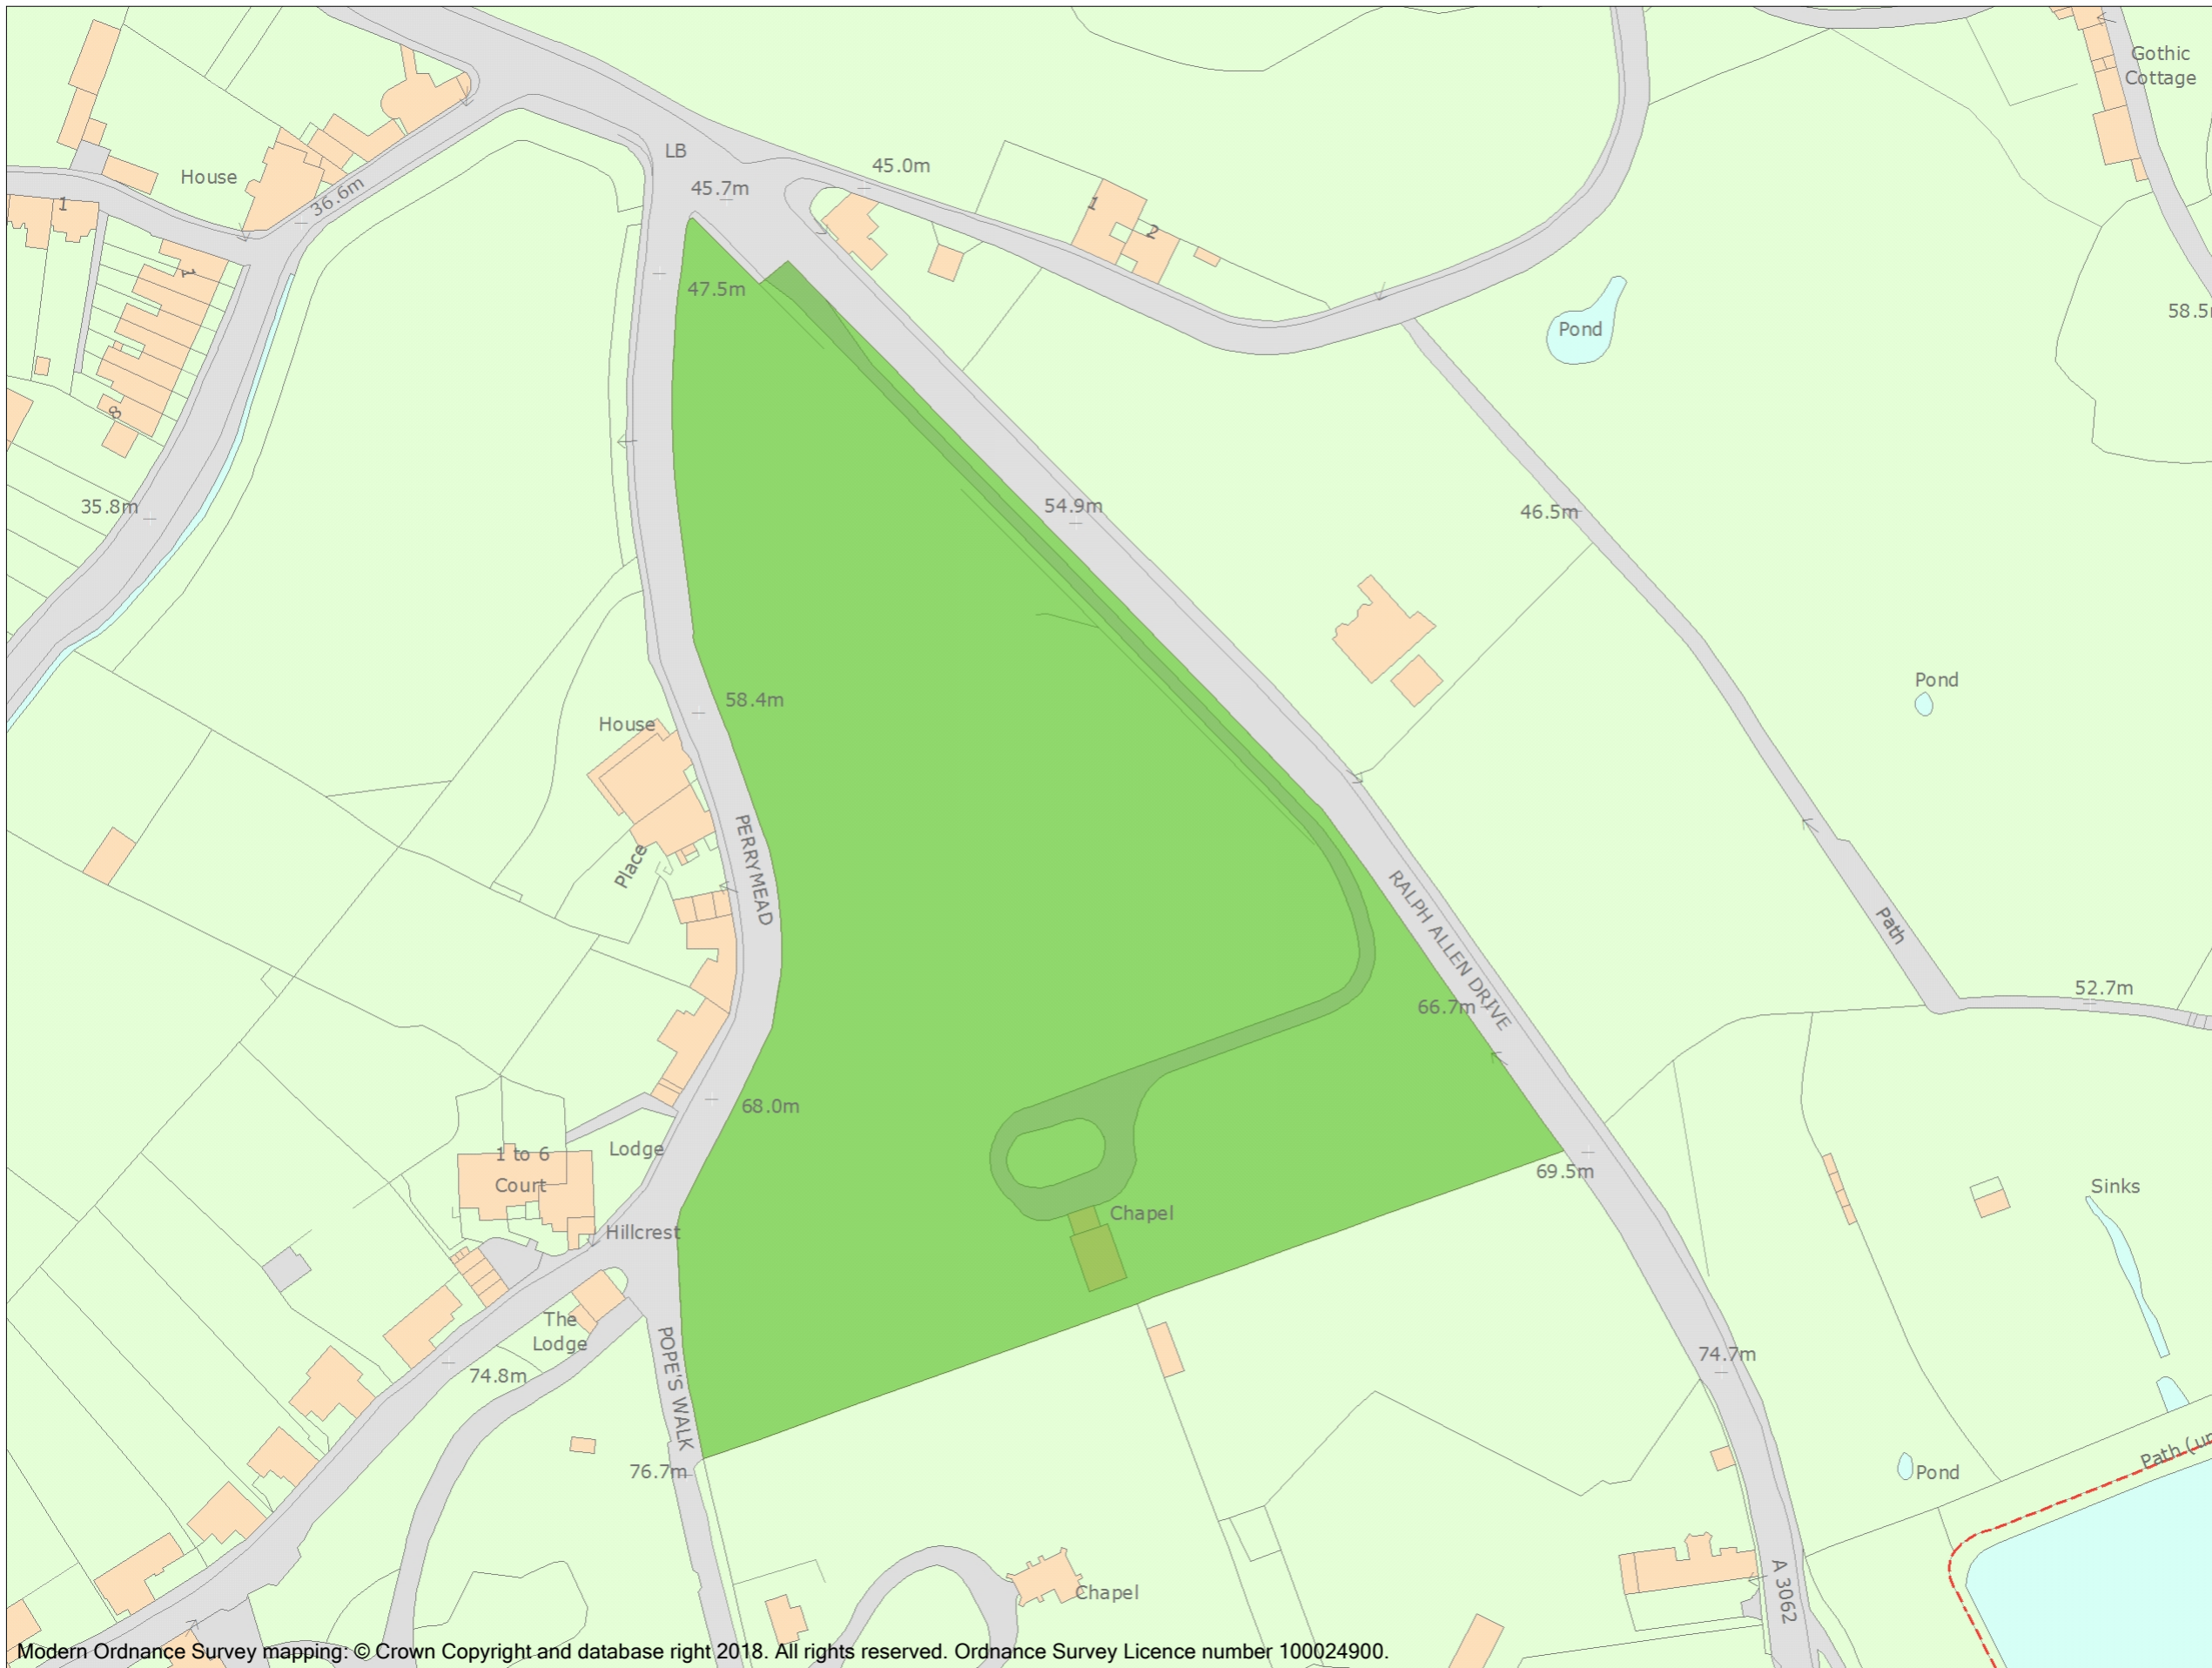 Gothic
Cottage
LB
45.0m
House
45.7m
36.6m
1
1
2
1
47.5m
58.5
Pond
8
35.8m
54.9m
46.5m
Pond
58.4m
House
PERRYMEAD
Place
RALPH ALLEN DRIVE
Path
52.7m
66.7m
68.0m
Lodge
1 to 6
Court
69.5m
Sinks
Chapel
Hillcrest
The
Lodge
POPE'S WALK
74.7m
74.8m
Path
76.7m
Pond
A 3062
Chapel
Modern Ordnance Survey mapping: © Crown Copyright and database right 2018. All rights reserved. Ordnance Survey Licence number 100024900.